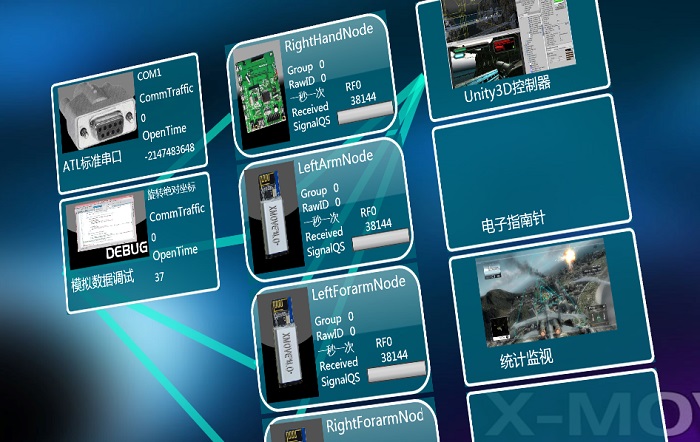 COM1
CommTraffic
0
OpenTime
-2147483648
ATL标准串口
旋转绝对坐标
CommTraffic
0
OpenTime
37
DEBUG
模拟数据调试
RightHandNode
Group 0
RawID 0
一秒一次
Received
SignalQS
RF0
38144
LeftArmNode
Group 0
RawID 0
一秒一次
Received
SignalQS
RF0
38144
XMOVE
LeftForarmNode
Group 0
RawID 0
一秒一次
Received
SignalQS
RF0
38144
XMOVE
RightForarmNod
Unity3D控制器
电子指南针
统计监视
X-MOV